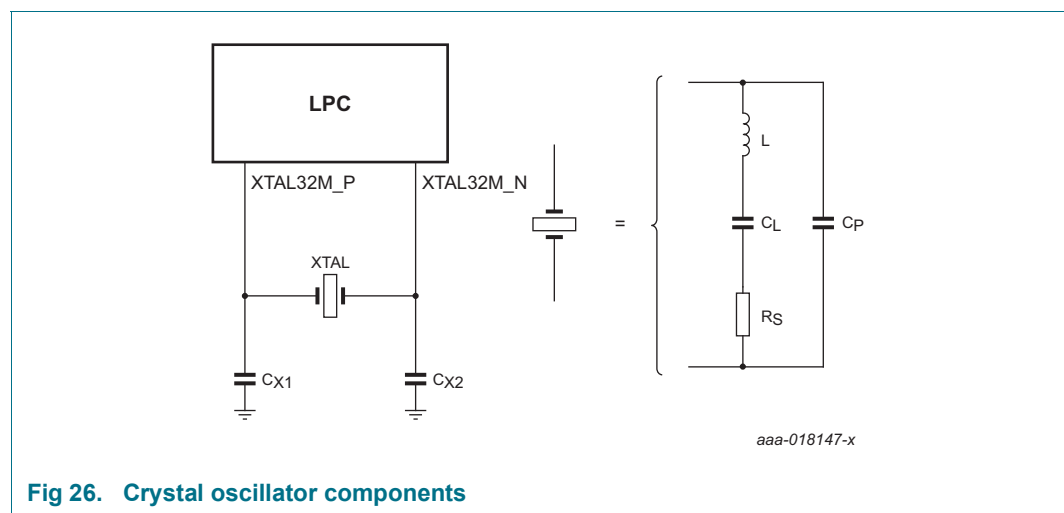 LPC
XTAL32M_P
XTAL32M_N
XTAL
CX1
CX2
=
L
CL
CP
RS
aaa-018147-x
Fig 26. Crystal oscillator components